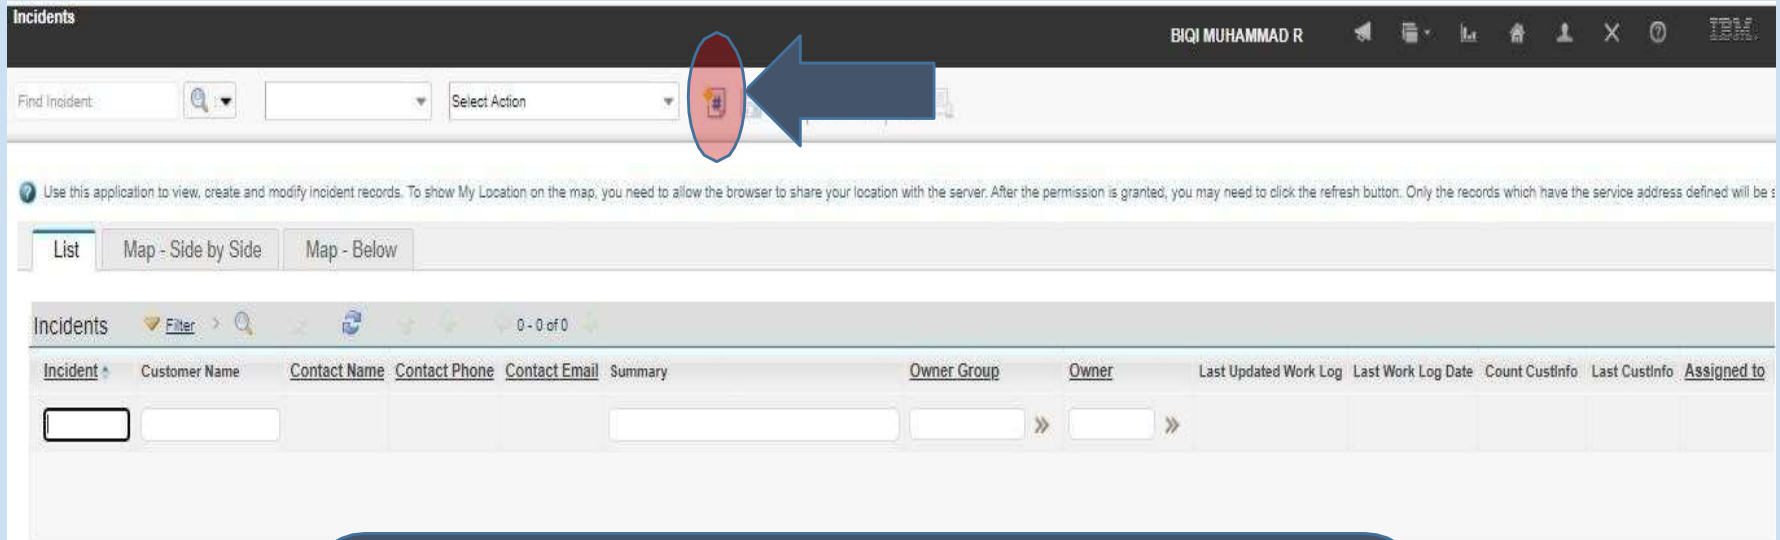 Incidents
BIQI MUHAMMAD R
IBM.
Find Incident
Select Action
Use this application to view, create and modify incident records. To show My Location on the map, you need to allow the browser to share your location with the server. After the permission is granted, you may need to click the refresh button. Only the records which have the service address defined will be s
List Map - Side by Side Map - Below
Incidents Filter 0 - 0 of 0
Incident Customer Name Contact Name Contact Phone Contact Email Summary Owner Group Owner Last Updated Work Log Last Work Log Date Count CustInfo Last CustInfo Assigned to